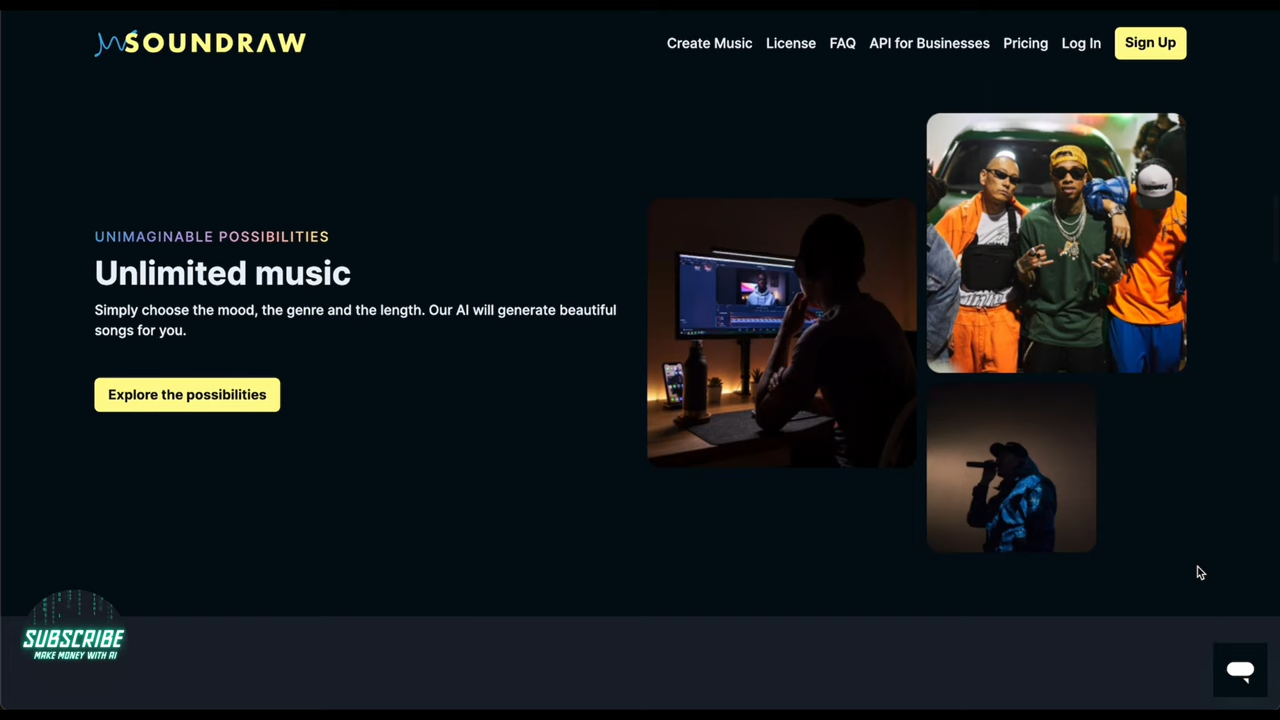 SOUNDRAW
Create Music License FAQ API for Businesses Pricing Log In Sign Up
UNIMAGINABLE POSSIBILITIES
Unlimited music
Simply choose the mood, the genre and the length. Our AI will generate beautiful
songs for you.
Explore the possibilities
SUBSCRIBE
MAKE MONEY WITH AI